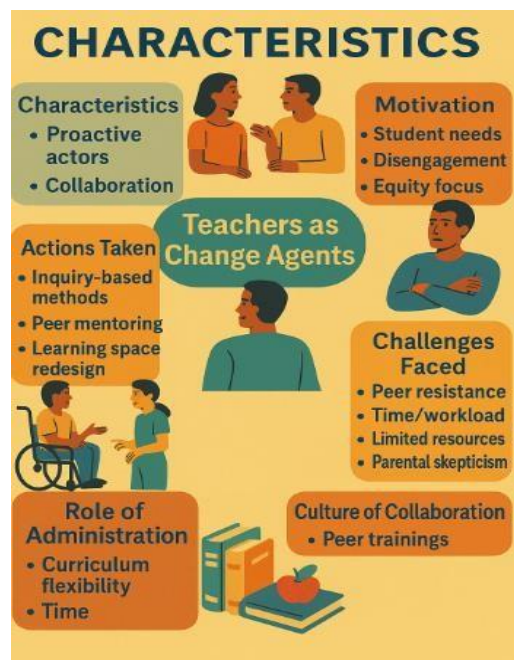 CHARACTERISTICS
Characteristics
• Proactive
actors
• Collaboration
Motivation
• Student needs
• Disengagement
• Equity focus
Teachers as
Change Agents
Actions Taken
• Inquiry-based
methods
• Peer mentoring
• Learning space
redesign
Challenges
Faced
• Peer resistance
• Time/workload
• Limited resources
• Parental skepticism
Role of
Administration
• Curriculum
flexibility
• Time
Culture of Collaboration
• Peer trainings